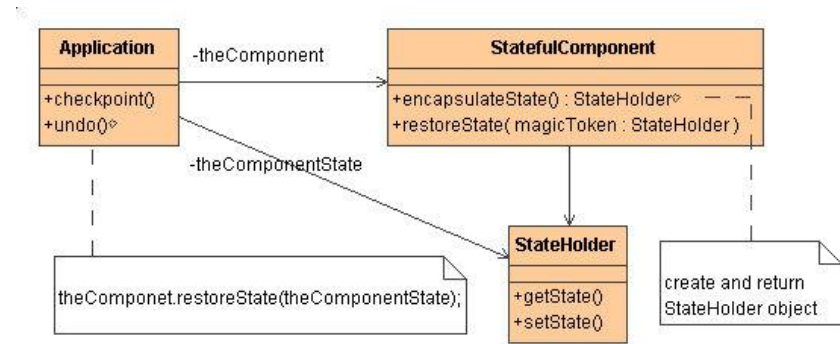 Application
+checkpoint()
+undo()
-theComponent
StatefulComponent
+encapsulateState() : StateHolder
+restoreState( magicToken : StateHolder )
-theComponentState
StateHolder
+getState()
+setState()
theComponet.restoreState(theComponentState);
create and return
StateHolder object